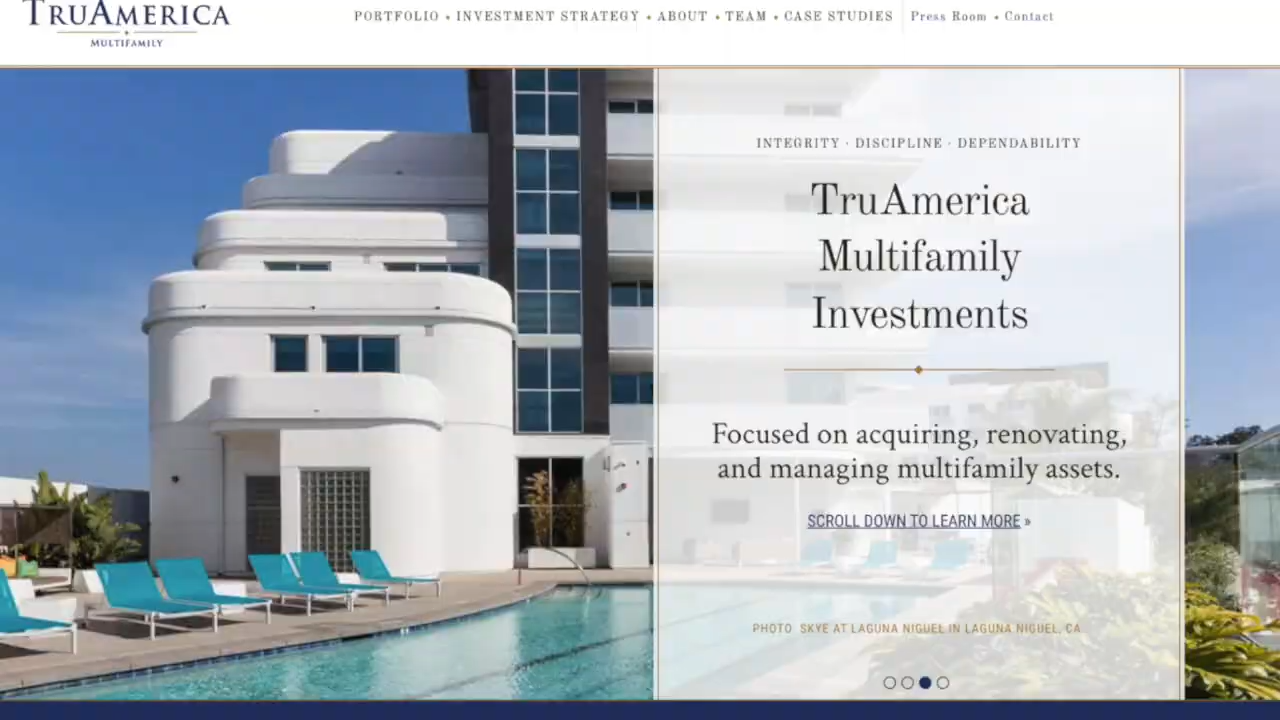 TRUAMERICA
MULTIFAMILY
PORTFOLIO • INVESTMENT STRATEGY • ABOUT • TEAM • CASE STUDIES Press Room • Contact
INTEGRITY · DISCIPLINE · DEPENDABILITY
TruAmerica
Multifamily
Investments
Focused on acquiring, renovating,
and managing multifamily assets.
SCROLL DOWN TO LEARN MORE »
PHOTO SKYE AT LAGUNA NIGUEL IN LAGUNA NIGUEL, CA